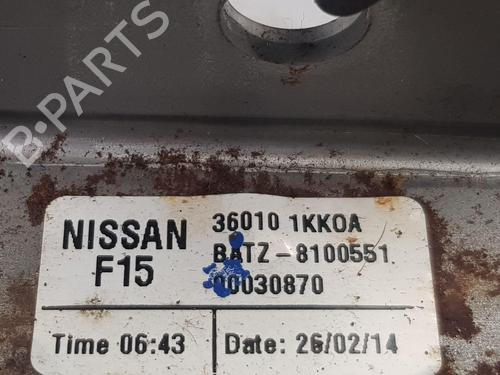 B-PARTS
NISSAN
F15
36010 1KK0A
BATZ-8100551
00030870
Time 06:43
Date: 26/02/14